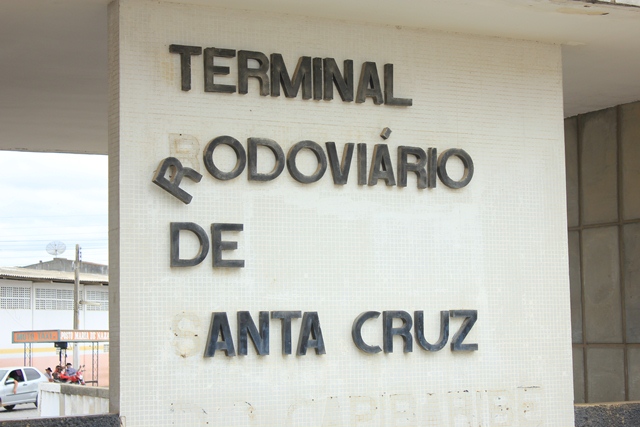 TERMINAL
RODOVIÁRIO
DE
SANTA CRUZ